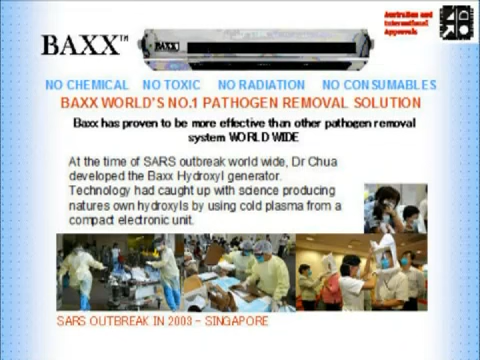 BAXX™
BAXX
Australian and
International
Approvals
NO CHEMICAL NO TOXIC NO RADIATION NO CONSUMABLES
BAXX WORLD'S NO.1 PATHOGEN REMOVAL SOLUTION
Baxx has proven to be more effective than other pathogen removal
system WORLD WIDE
At the time of SARS outbreak world wide, Dr Chua
developed the Baxx Hydroxyl generator.
Technology had caught up with science producing
natures own hydroxyls by using cold plasma from a
compact electronic unit.
SARS OUTBREAK IN 2003 – SINGAPORE